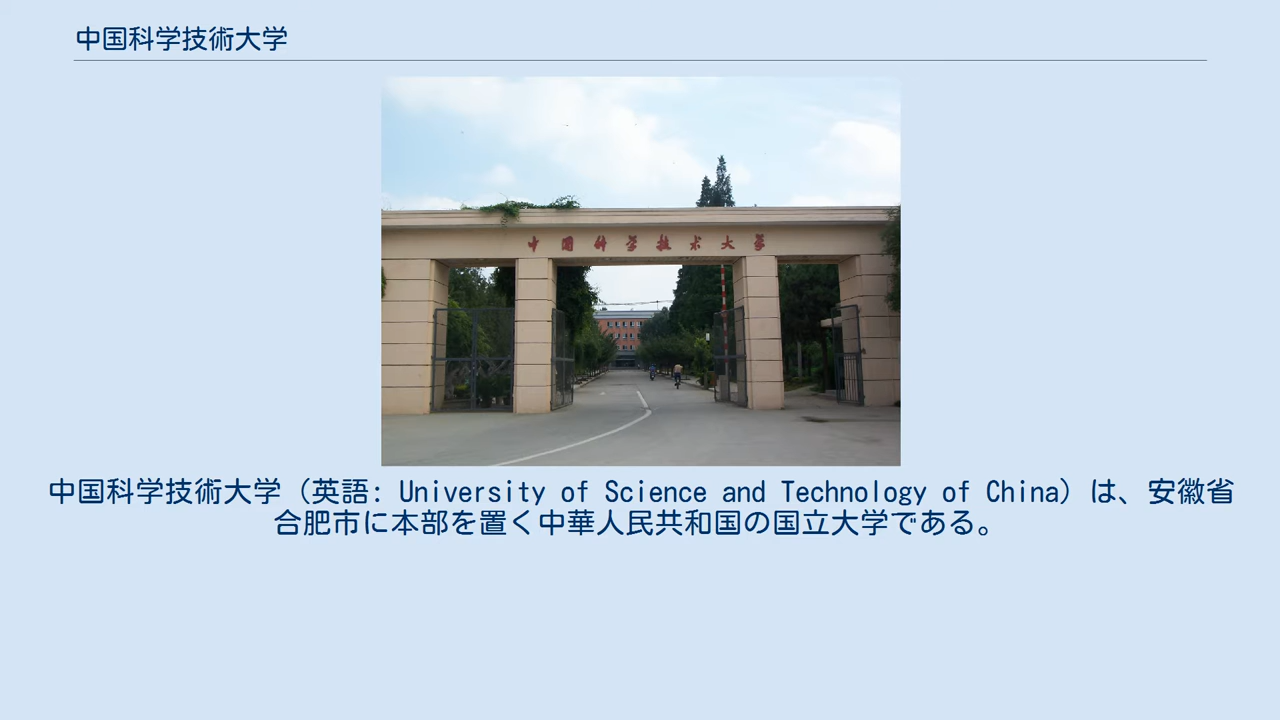 中国科学技術大学
中国科学技术大学
中国科学技術大学（英語: University of Science and Technology of China）は、安徽省
合肥市に本部を置く中華人民共和国の国立大学である。